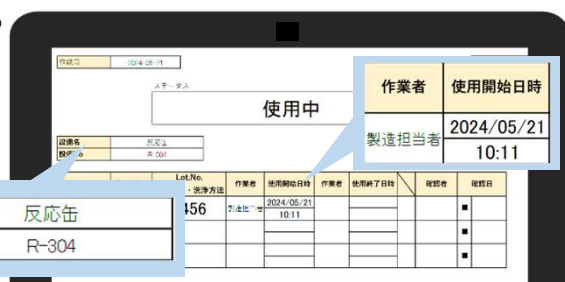 作成日 2024-05-21
ステータス
使用中
作業者 使用開始日時
製造担当者 2024/05/21
10:11
設備名 反応缶
R-304
Lot.No.
・洗浄方法 作業者 使用開始日時 作業者 使用終了日時 確認者 確認日
456 2024/05/21
10:11
反応缶
R-304